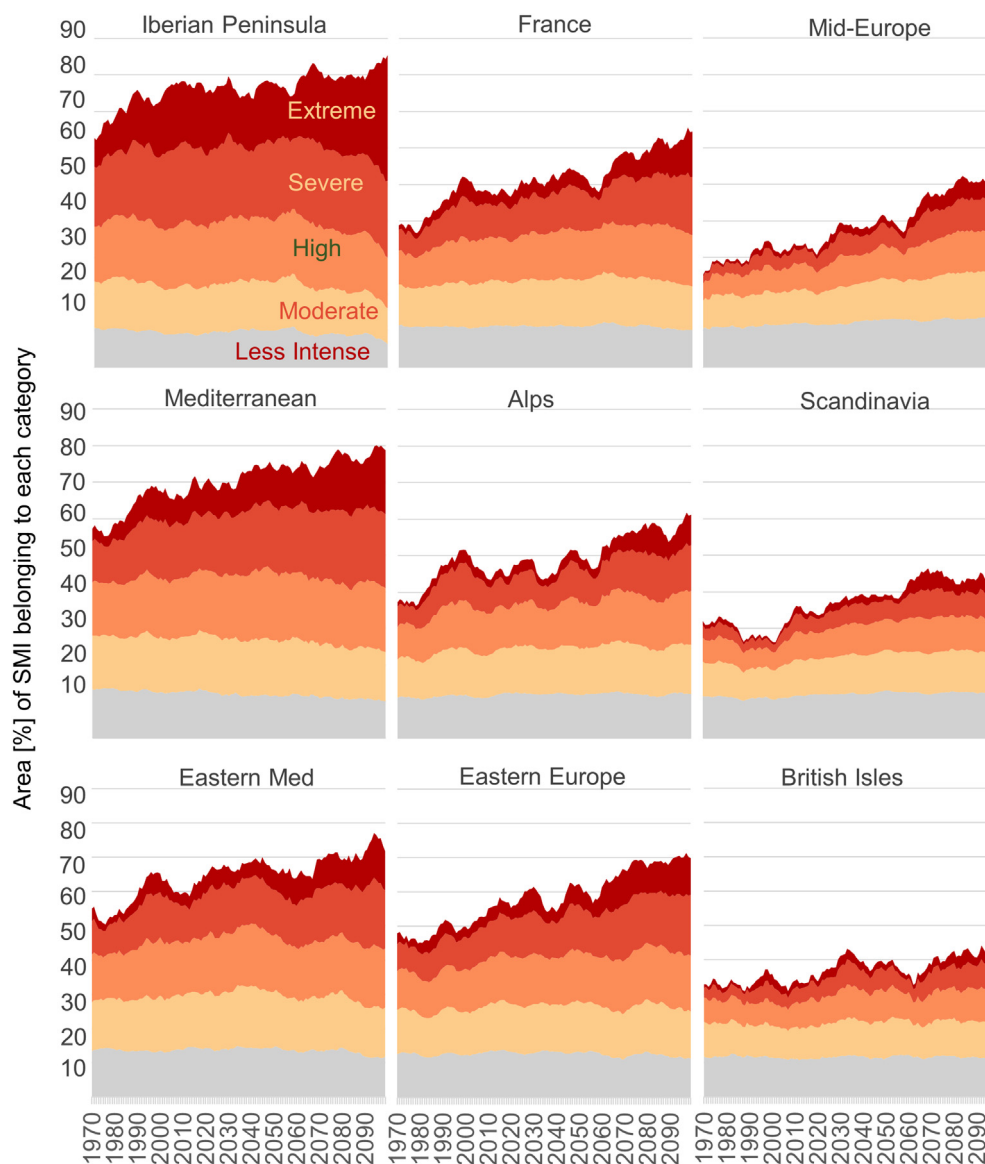 Iberian Peninsula
France
Mid-Europe
90
80
70
60
50
40
30
20
10
Extreme
Severe
High
Moderate
Less Intense
Area [%] of SMI belonging to each category
Mediterranean
Alps
Scandinavia
90
80
70
60
50
40
30
20
10
Eastern Med
Eastern Europe
British Isles
90
80
70
60
50
40
30
20
10
1970 1980 1990 2000 2010 2020 2030 2040 2050 2060 2070 2080 2090
1970 1980 1990 2000 2010 2020 2030 2040 2050 2060 2070 2080 2090
1970 1980 1990 2000 2010 2020 2030 2040 2050 2060 2070 2080 2090